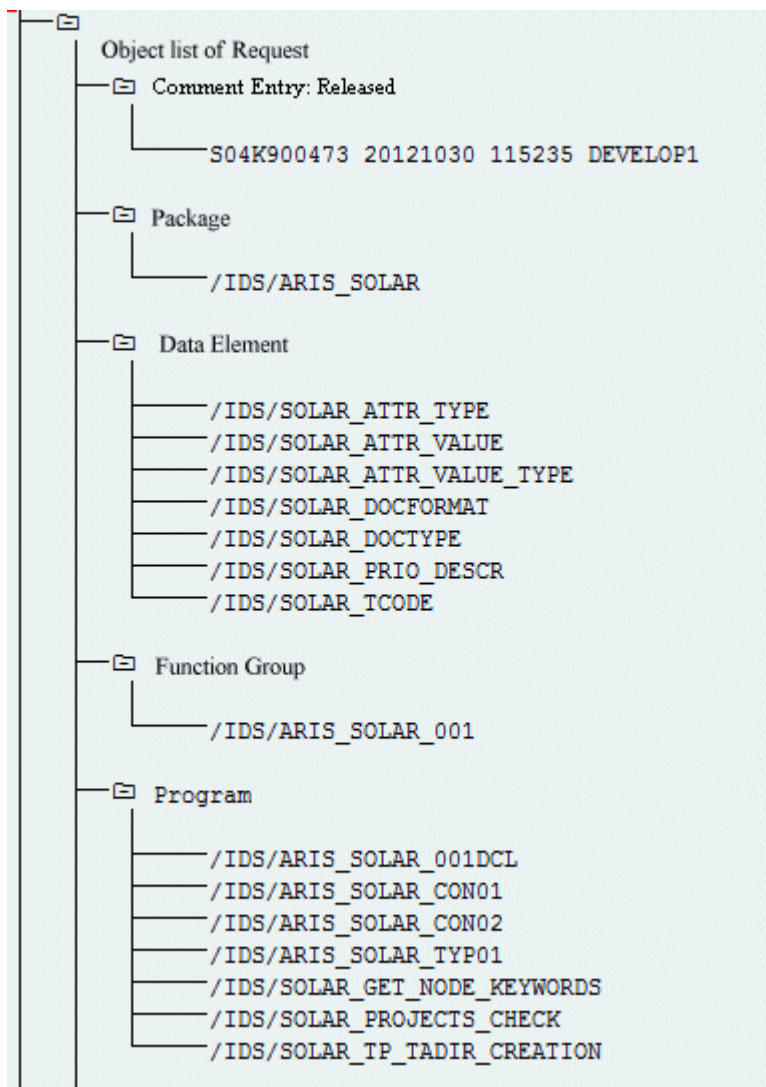 Object list of Request
Comment Entry: Released
S04K900473 20121030 115235 DEVELOP1
Package
/IDS/ARIS_SOLAR
Data Element
/IDS/SOLAR_ATTR_TYPE
/IDS/SOLAR_ATTR_VALUE
/IDS/SOLAR_ATTR_VALUE_TYPE
/IDS/SOLAR_DOCFORMAT
/IDS/SOLAR_DOCTYPE
/IDS/SOLAR_PRIO_DESCR
/IDS/SOLAR_TCODE
Function Group
/IDS/ARIS_SOLAR_001
Program
/IDS/ARIS_SOLAR_001DCL
/IDS/ARIS_SOLAR_CON01
/IDS/ARIS_SOLAR_CON02
/IDS/ARIS_SOLAR_TYP01
/IDS/SOLAR_GET_NODE_KEYWORDS
/IDS/SOLAR_PROJECTS_CHECK
/IDS/SOLAR_TP_TADIR_CREATION